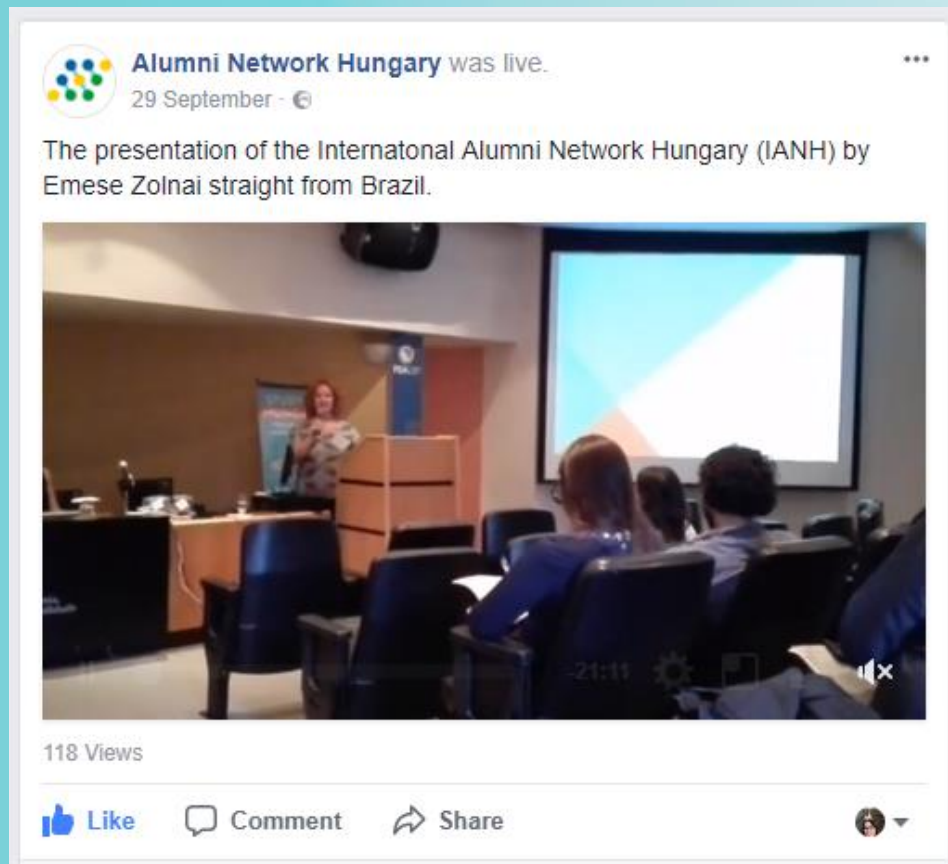 Alumni Network Hungary was live.
29 September ·
The presentation of the Internatonal Alumni Network Hungary (IANH) by
Emese Zolnai straight from Brazil.
-21:11
118 Views
Like Comment Share